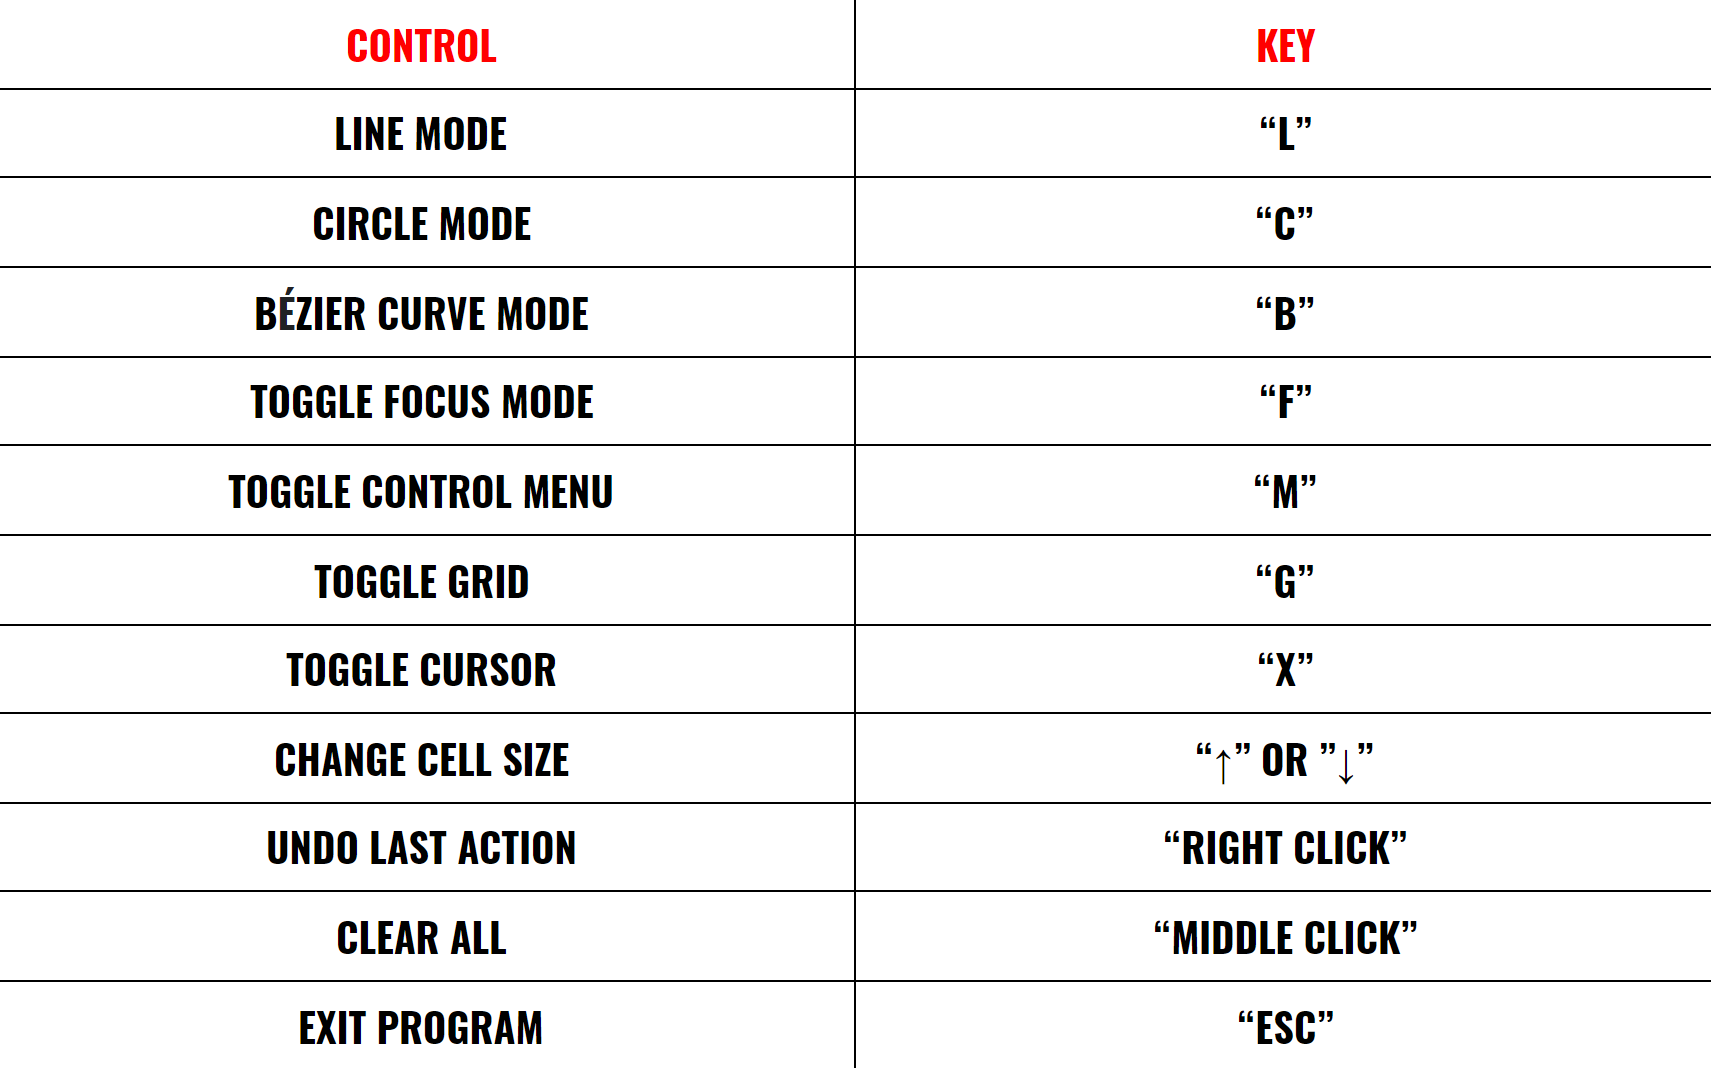 CONTROL KEY
LINE MODE “L”
CIRCLE MODE “C”
BÉZIER CURVE MODE “B”
TOGGLE FOCUS MODE “F”
TOGGLE CONTROL MENU “M”
TOGGLE GRID “G”
TOGGLE CURSOR “X”
CHANGE CELL SIZE “↑” OR ”↓”
UNDO LAST ACTION “RIGHT CLICK”
CLEAR ALL “MIDDLE CLICK”
EXIT PROGRAM “ESC”